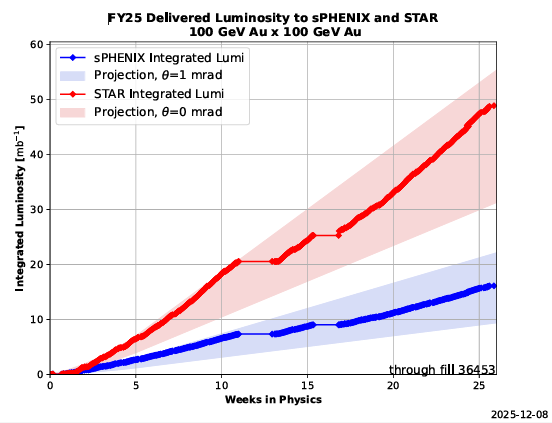 FY25 Delivered Luminosity to sPHENIX and STAR
100 GeV Au x 100 GeV Au
sPHENIX Integrated Lumi
Projection, θ=1 mrad
STAR Integrated Lumi
Projection, θ=0 mrad
Integrated Luminosity [mb⁻¹]
60
50
40
30
20
10
0
0 5 10 15 20 25
through fill 36453
Weeks in Physics
2025-12-08